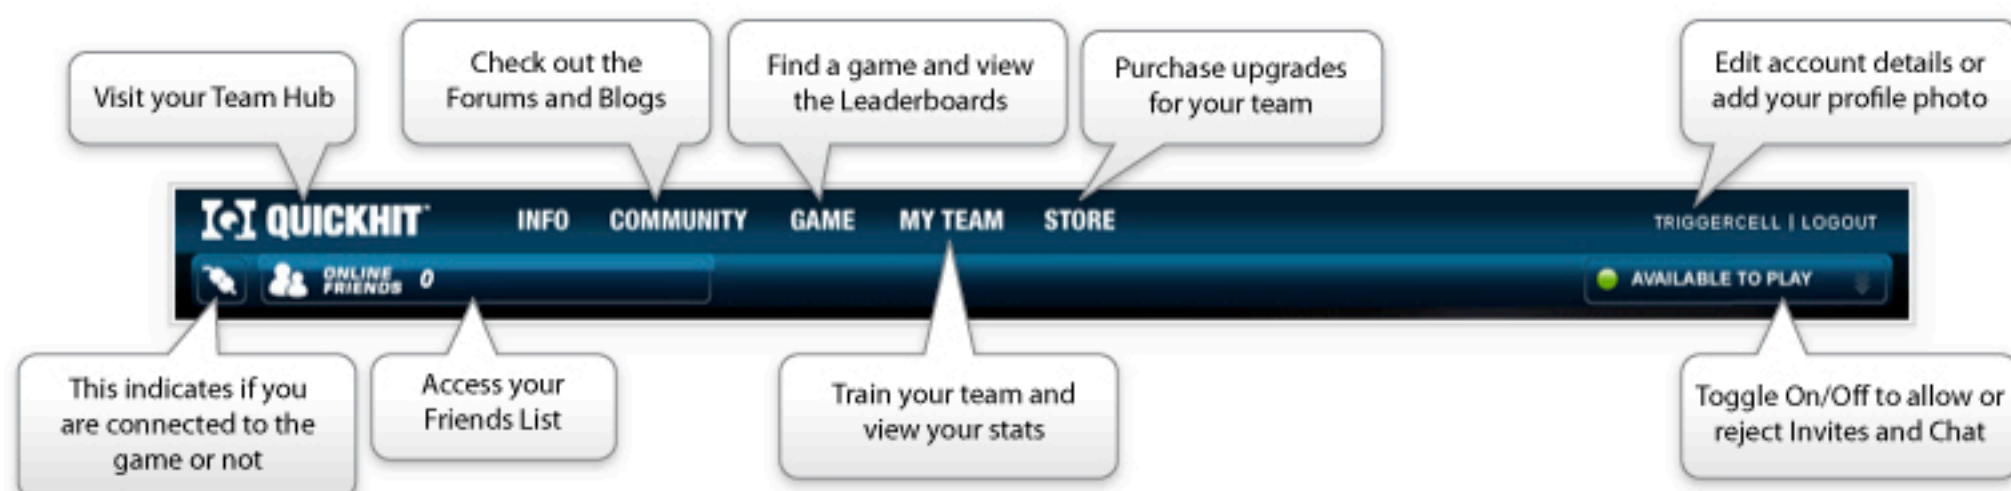 Visit your Team Hub
Check out the
Forums and Blogs
Find a game and view
the Leaderboards
Purchase upgrades
for your team
Edit account details or
add your profile photo
QUICKHIT
INFO COMMUNITY GAME MY TEAM STORE
TRIGGERCELL | LOGOUT
ONLINE
FRIENDS 0
AVAILABLE TO PLAY
This indicates if you
are connected to the
game or not
Access your
Friends List
Train your team and
view your stats
Toggle On/Off to allow or
reject Invites and Chat